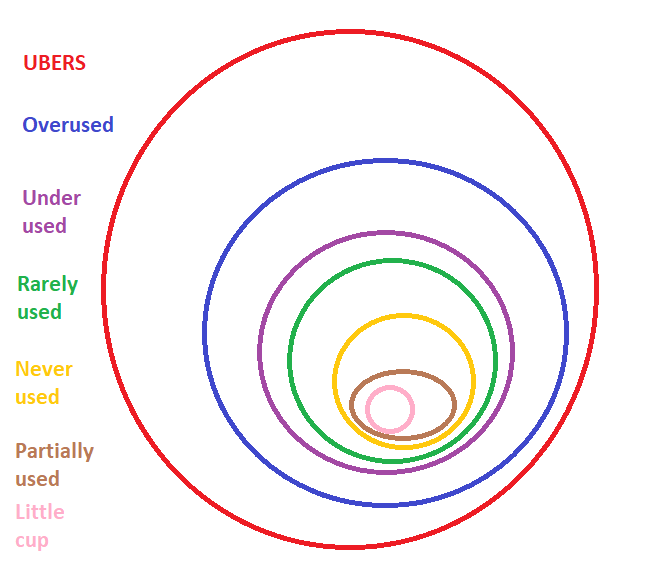 UBERS
Overused
Under
used
Rarely
used
Never
used
Partially
used
Little
cup